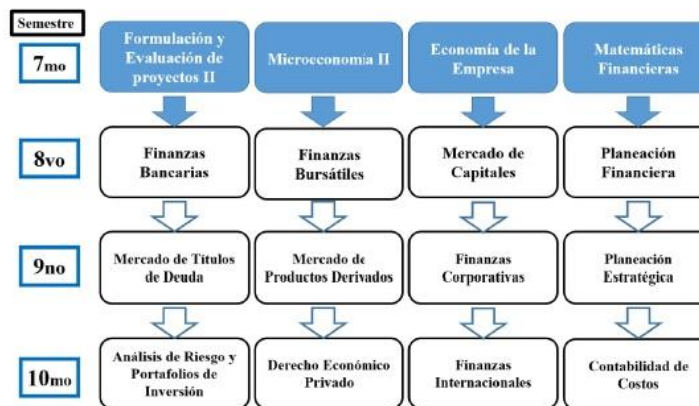 Semestre
7mo
Formulación y
Evaluación de
proyectos II
Microeconomía II
Economía de la
Empresa
Matemáticas
Financieras
8vo
Finanzas
Bancarias
Finanzas
Bursátiles
Mercado de
Capitales
Planeación
Financiera
9no
Mercado de Títulos
de Deuda
Mercado de
Productos Derivados
Finanzas
Corporativas
Planeación
Estratégica
10mo
Análisis de Riesgo y
Portafolios de
Inversión
Derecho Económico
Privado
Finanzas
Internacionales
Contabilidad de
Costos